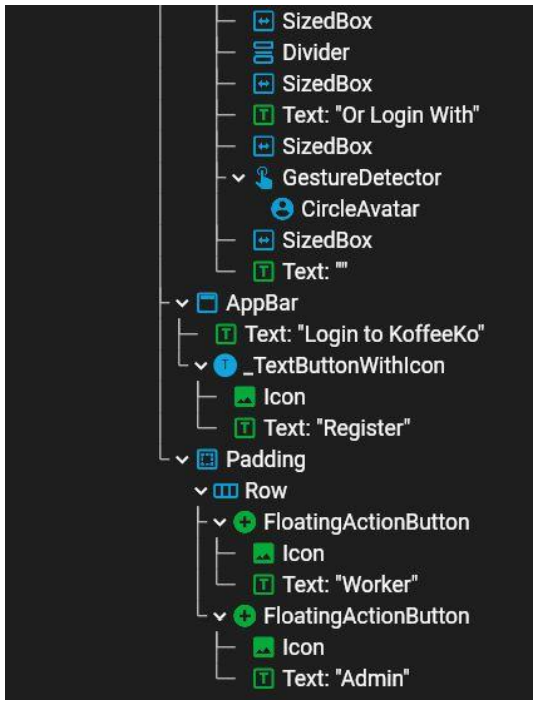 SizedBox
Divider
SizedBox
Text: "Or Login With"
SizedBox
GestureDetector
CircleAvatar
SizedBox
Text: ""
AppBar
Text: "Login to KoffeeKo"
_TextButtonWithIcon
Icon
Text: "Register"
Padding
Row
FloatingActionButton
Icon
Text: "Worker"
FloatingActionButton
Icon
Text: "Admin"